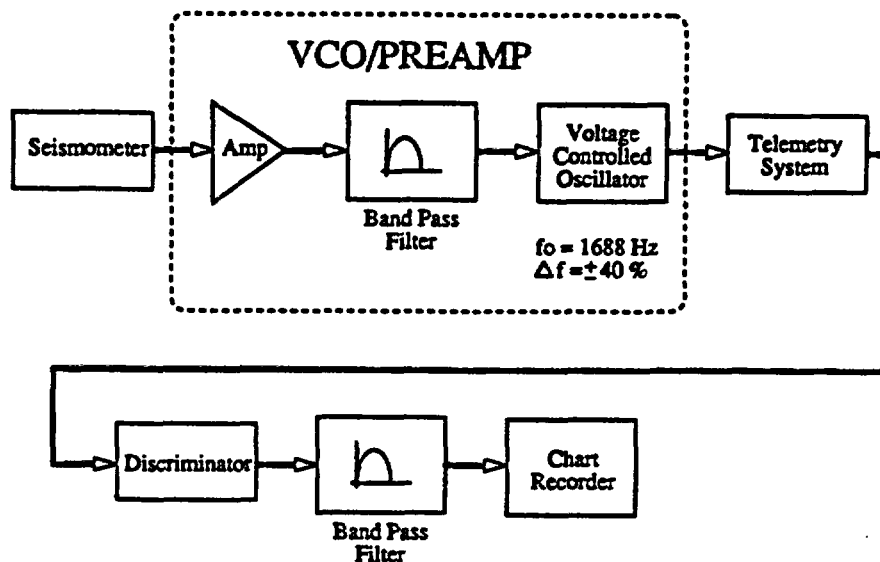 VCO/PREAMP
Seismometer
Amp
Band Pass
Filter
Voltage
Controlled
Oscillator
fo = 1688 Hz
Δf = ± 40 %
Telemetry
System
Discriminator
Band Pass
Filter
Chart
Recorder